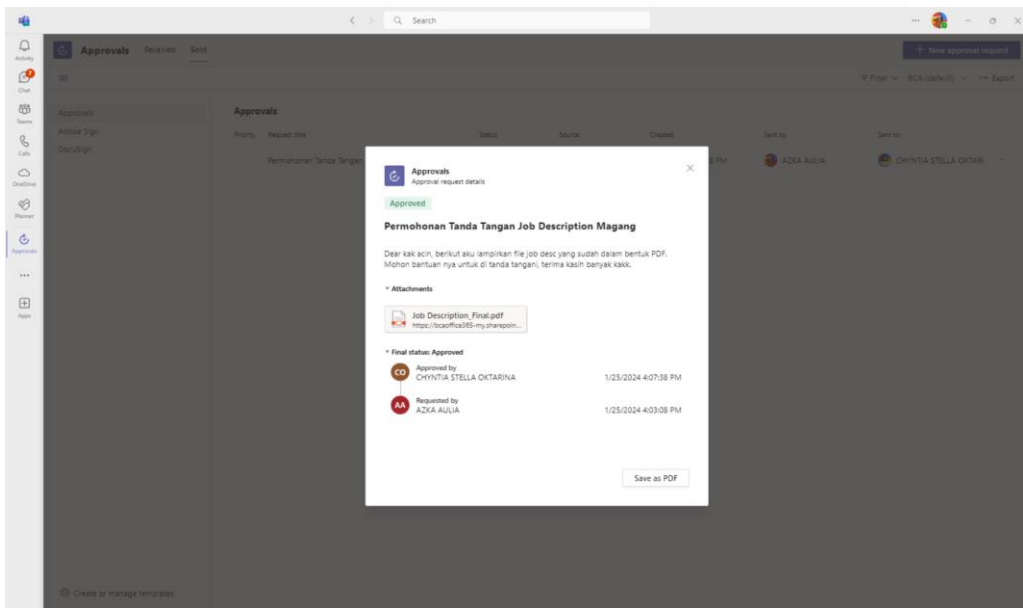 Search
Activity
Chat
7
Teams
Calls
OneDrive
Planner
Approvals
Apps
Approvals Received Sent
New approval request
Filter BCA (default) Export
Approvals
Adobe Sign
DocuSign
Approvals
Priority Request title Status Source Created Sent by Sent to
Permohonan Tanda Tangan PM AZKA AULIA CHYNTIA STELLA OKTARI
Approvals
Approval request details
Approved
Permohonan Tanda Tangan Job Description Magang
Dear kak acin, berikut aku lampirkan file job desc yang sudah dalam bentuk PDF.
Mohon bantuan nya untuk di tanda tangani, terima kasih banyak kakk.
Attachments
Job Description_Final.pdf
https://bcaoffice365-my.sharepoin...
Final status: Approved
CO
Approved by
CHYNTIA STELLA OKTARINA 1/25/2024 4:07:38 PM
AA
Requested by
AZKA AULIA 1/25/2024 4:03:08 PM
Save as PDF
Create or manage templates